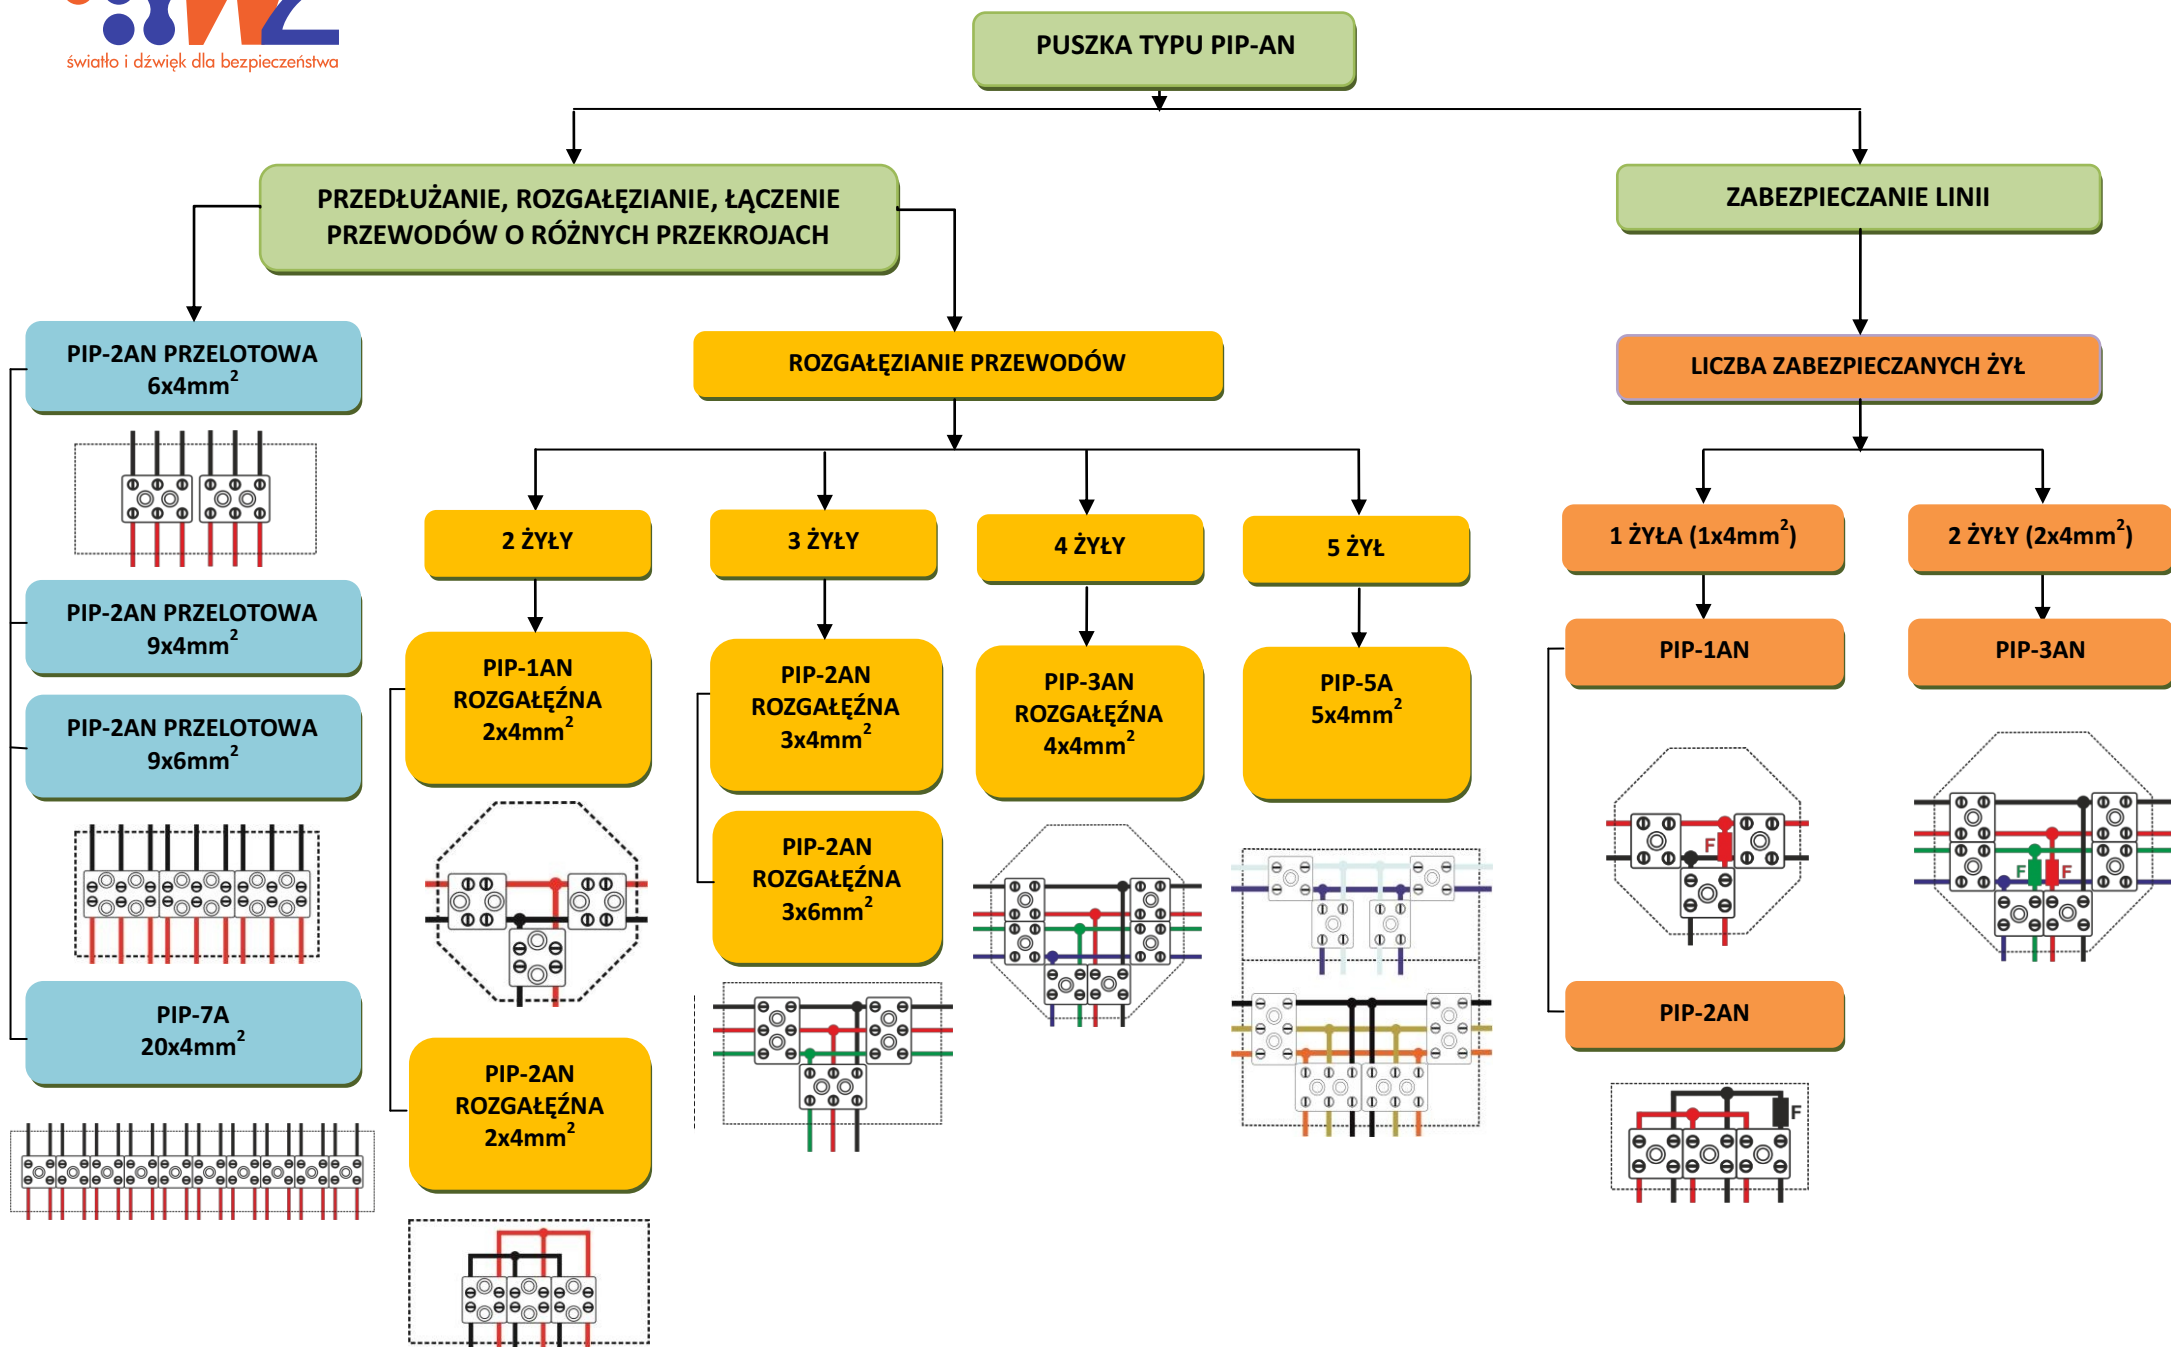 światło i dźwięk dla bezpieczeństwa
PUSZKA TYPU PIP-AN
PRZEDŁUŻANIE, ROZGAŁĘZIANIE, ŁĄCZENIE
PRZEWODÓW O RÓŻNYCH PRZEKROJACH
ZABEZPIECZANIE LINII
PIP-2AN PRZELOTOWA
6x4mm²
PIP-2AN PRZELOTOWA
9x4mm²
PIP-2AN PRZELOTOWA
9x6mm²
PIP-7A
20x4mm²
ROZGAŁĘZIANIE PRZEWODÓW
2 ŻYŁY
PIP-1AN
ROZGAŁĘŹNA
2x4mm²
PIP-2AN
ROZGAŁĘŹNA
2x4mm²
3 ŻYŁY
PIP-2AN
ROZGAŁĘŹNA
3x4mm²
PIP-2AN
ROZGAŁĘŹNA
3x6mm²
4 ŻYŁY
PIP-3AN
ROZGAŁĘŹNA
4x4mm²
5 ŻYŁ
PIP-5A
5x4mm²
LICZBA ZABEZPIECZANYCH ŻYŁ
1 ŻYŁA (1x4mm²)
PIP-1AN
F
PIP-2AN
F
2 ŻYŁY (2x4mm²)
PIP-3AN
F F